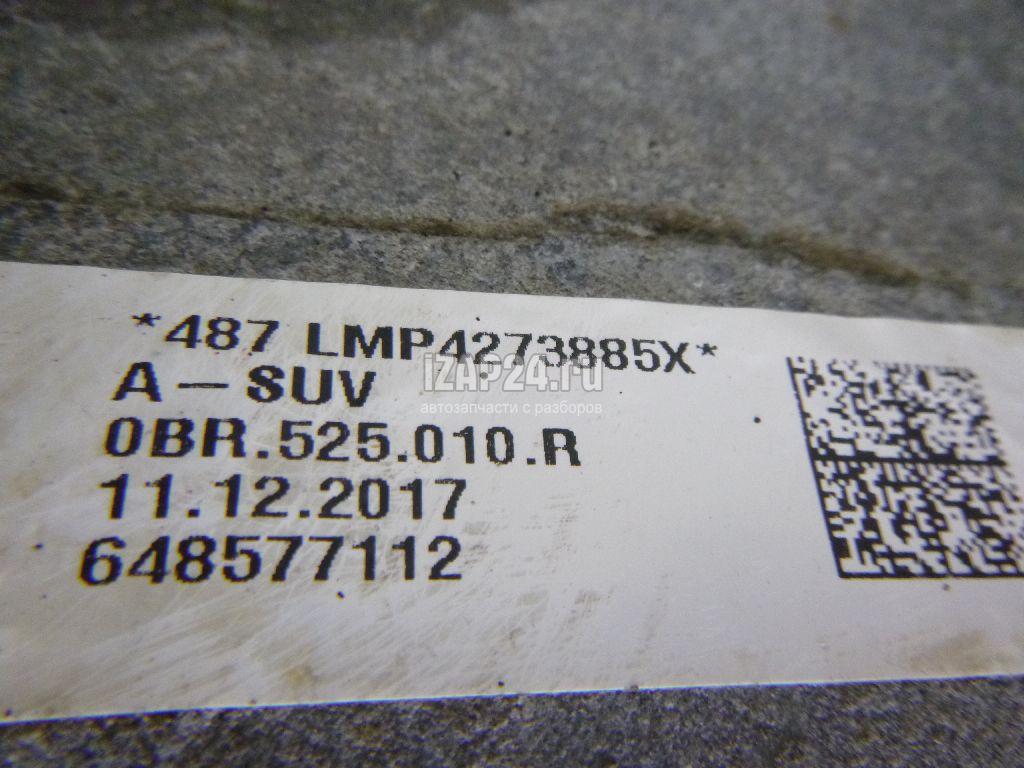 *487 LMP4273885X*
iZAP24.ru
A-SUV
автозапчасти с разборов
0BR.525.010.R
11.12.2017
648577112